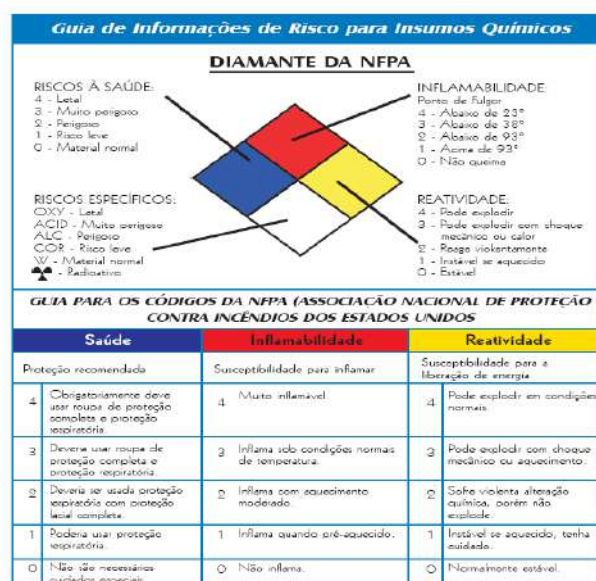 Guia de Informações de Risco para Insumos Químicos
DIAMANTE DA NFPA
RISCOS À SAÚDE:
4 - Letal
3 - Muito perigoso
2 - Perigoso
1 - Risco leve
0 - Material normal
INFLAMABILIDADE:
Ponto de Fulgor
4 - Abaixo de 23°
3 - Abaixo de 38°
2 - Abaixo de 93°
1 - Acima de 93°
0 - Não queima
RISCOS ESPECÍFICOS:
OXY - Letal
ACID - Muito perigoso
ALC - Perigoso
COR - Risco leve
W - Material normal
- Radioativo
REATIVIDADE:
4 - Pode explodir
3 - Pode explodir com choque
mecânico ou calor
2 - Reage violentamente
1 - Instável se aquecido
0 - Estável
GUIA PARA OS CÓDIGOS DA NFPA (ASSOCIACÃO NACIONAL DE PROTEÇÃO
CONTRA INCÊNDIOS DOS ESTADOS UNIDOS
Saúde
Inflamabilidade
Reatividade
Proteção recomendada
Susceptibilidade para inflamar
Susceptibilidade para a
liberação de energia
4 Obrigatoriamente deve
usar roupa de proteção
completa e proteção
respiratória.
4 Muito inflamável
4 Pode explodir em condições
normais
3 Deveria usar roupa de
proteção completa e
proteção respiratória.
3 Inflama sob condições normais
de temperatura.
3 Pode explodir com choque
mecânico ou aquecimento.
2 Deveria ser usada proteção
respiratória com proteção
facial completa.
2 Inflama com aquecimento
moderado.
2 Sofre violenta alteração
química, porém não
explode.
1 Poderia usar proteção
respiratória.
1 Inflama quando pré-aquecido.
1 Instável se aquecido, tenha
cuidado.
0 Não são necessários
cuidados especiais
0 Não inflama.
0 Normalmente estável.